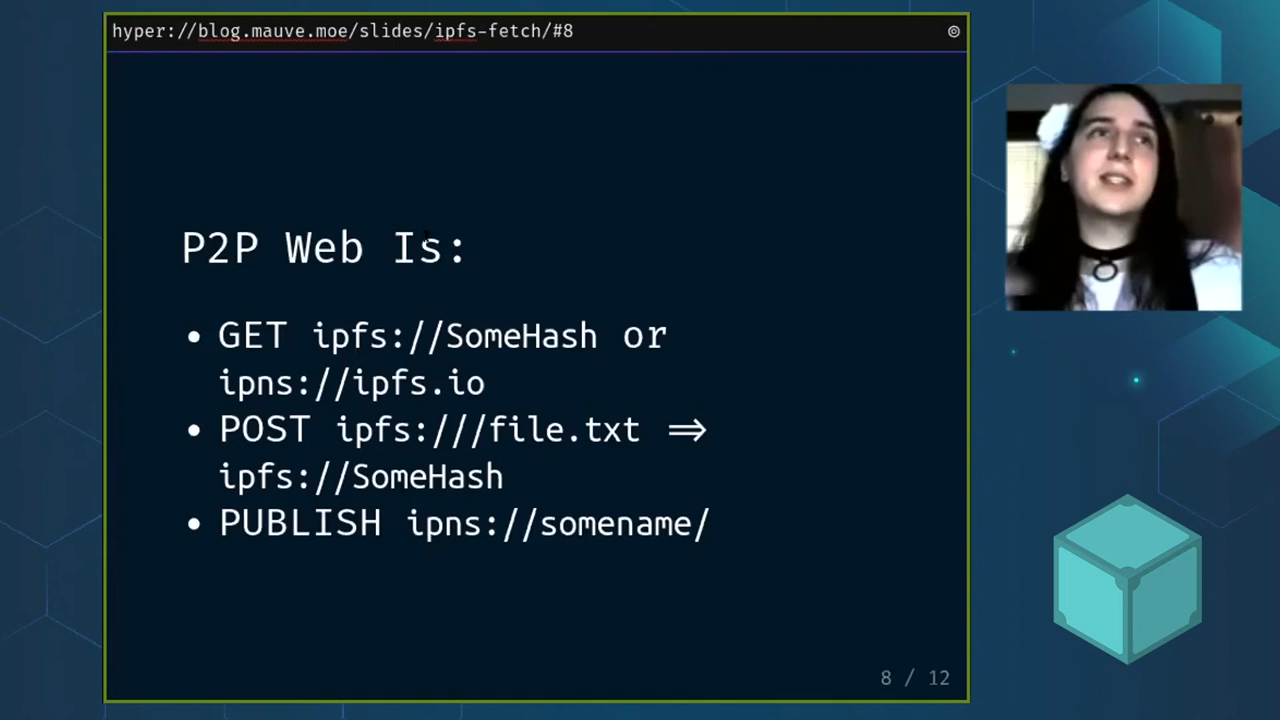 hyper://blog.mauve.moe/slides/ipfs-fetch/#8
P2P Web Is:
• GET ipfs://SomeHash or
ipns://ipfs.io
• POST ipfs:///file.txt ⇒
ipfs://SomeHash
• PUBLISH ipns://somename/
8 / 12